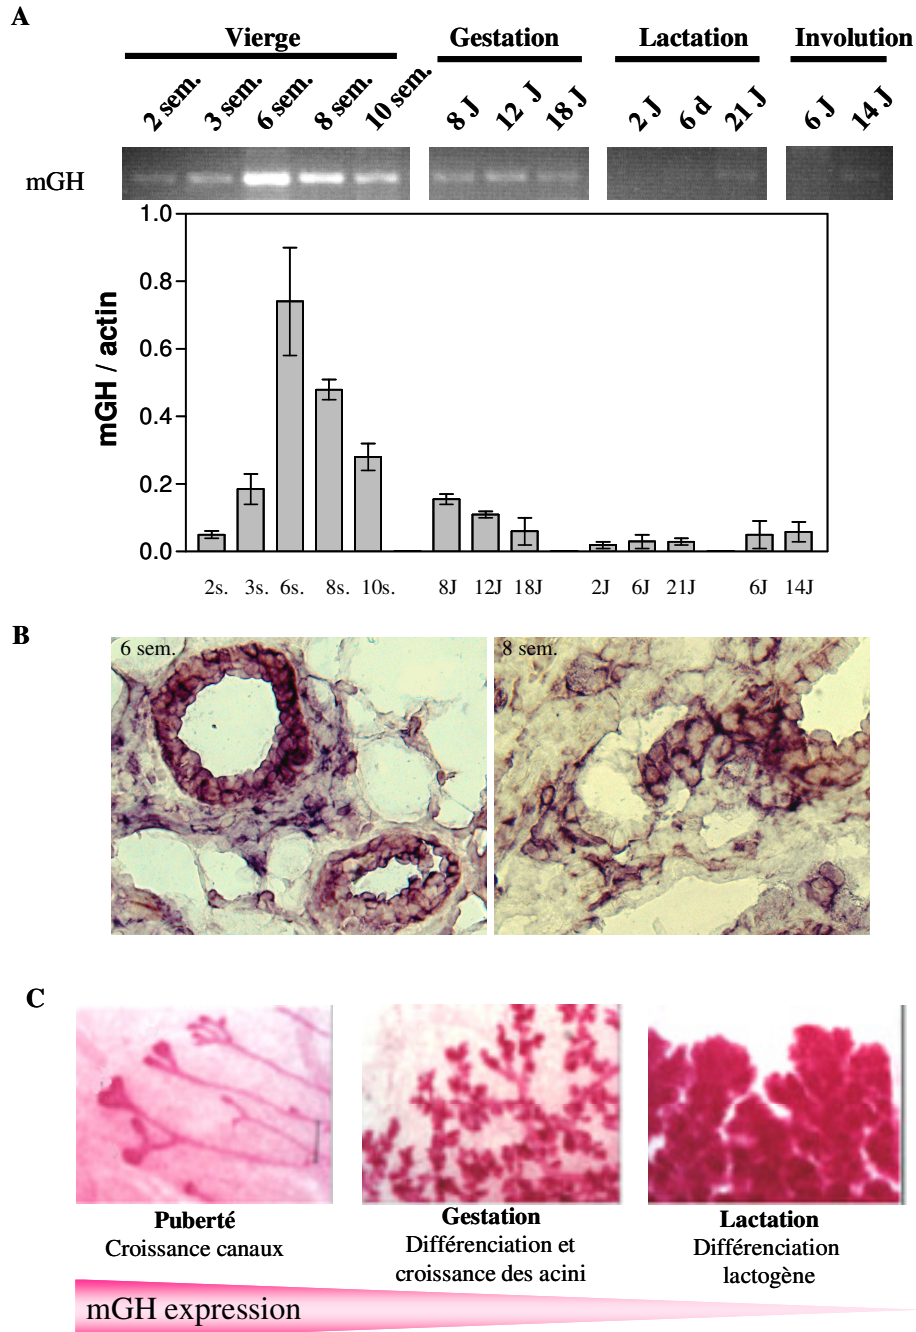 A
Vierge Gestation Lactation Involution
2 sem. 3 sem. 6 sem. 8 sem. 10 sem. 8 J 12 J 18 J 2 J 6 d 21 J 6 J 14 J
mGH
1.0
0.8
0.6
0.4
0.2
0.0
mGH / actin
2s. 3s. 6s. 8s. 10s. 8J 12J 18J 2J 6J 21J 6J 14J
B
6 sem. 8 sem.
C
Puberté Gestation Lactation
Croissance canaux Différenciation et Différenciation
croissance des acini lactogène
mGH expression